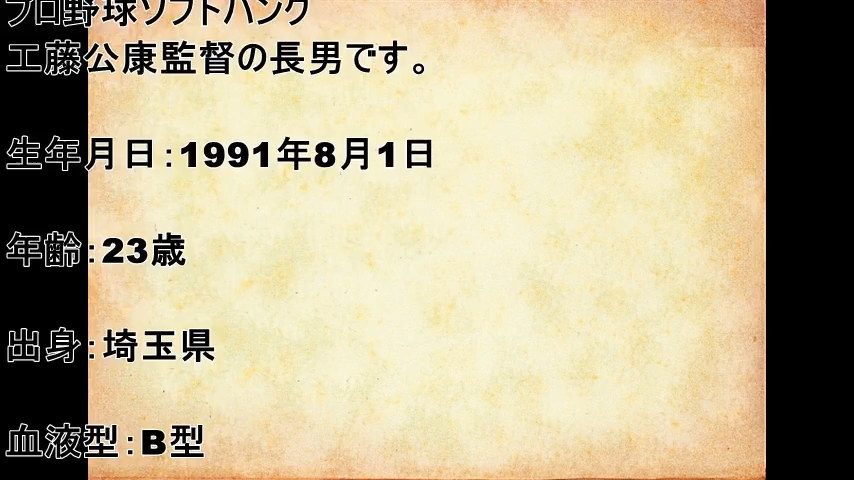 プロ野球ソフトバンク
工藤公康監督の長男です。
生年月日：1991年8月1日
年齢：23歳
出身：埼玉県
血液型：B型